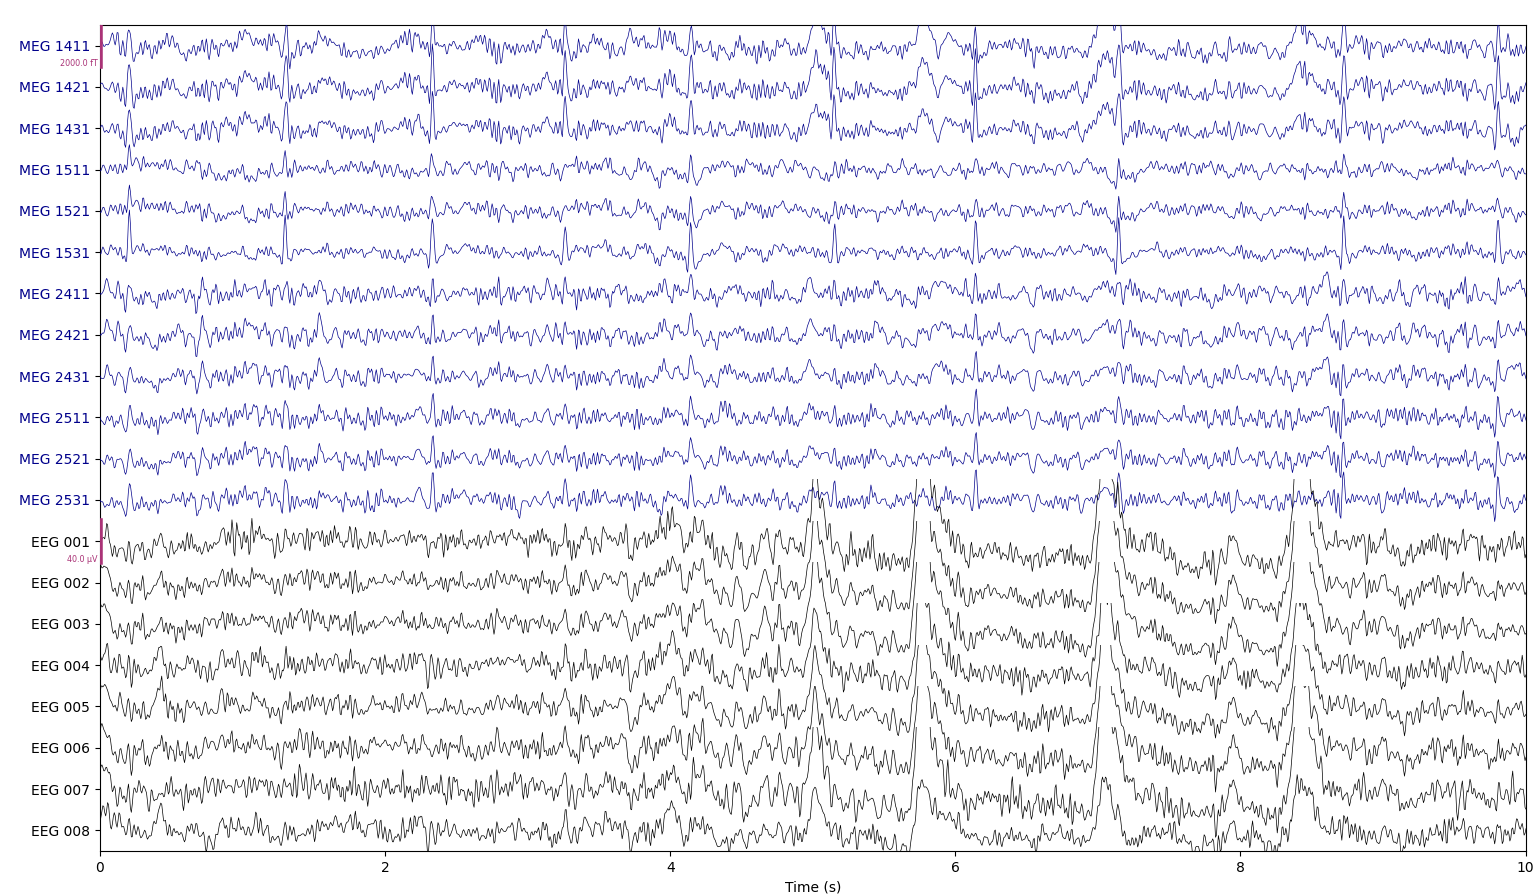 MEG 1411
2000.0 fT
MEG 1421
MEG 1431
MEG 1511
MEG 1521
MEG 1531
MEG 2411
MEG 2421
MEG 2431
MEG 2511
MEG 2521
MEG 2531
EEG 001
40.0 µV
EEG 002
EEG 003
EEG 004
EEG 005
EEG 006
EEG 007
EEG 008
0 2 4 6 8 10
Time (s)